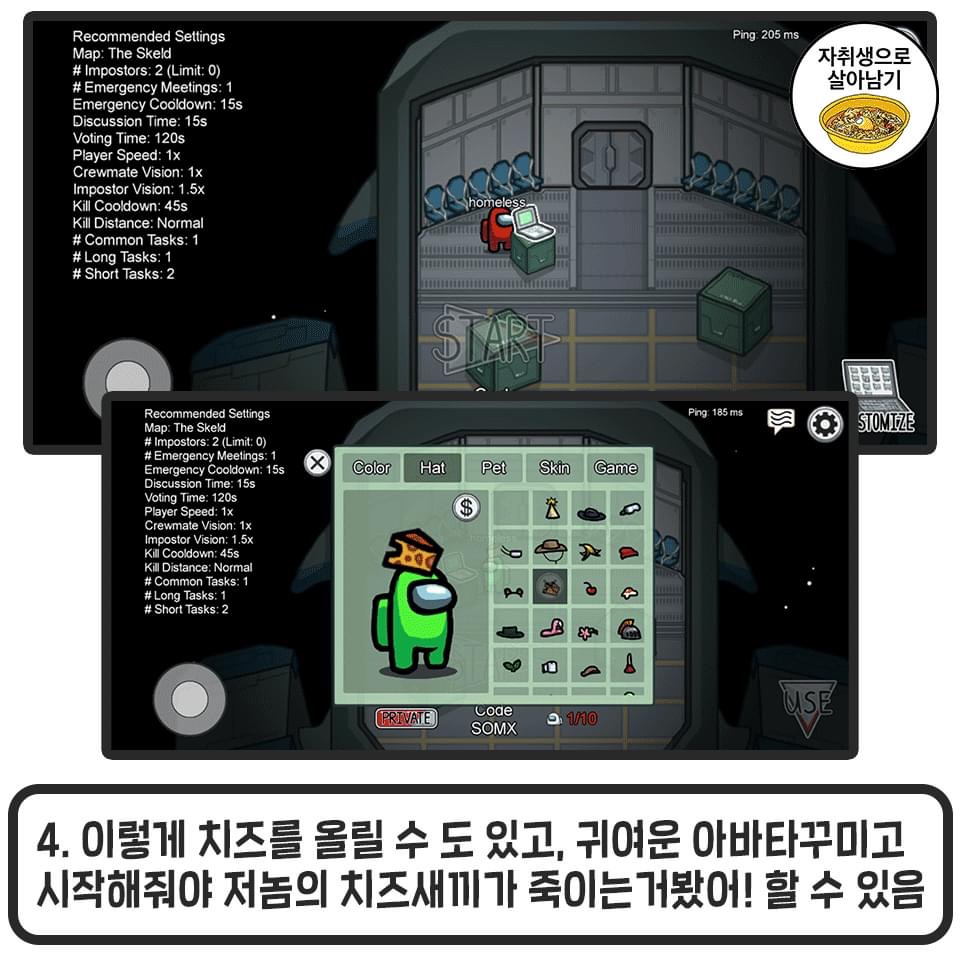 Recommended Settings
Map: The Skeld
# Impostors: 2 (Limit: 0)
# Emergency Meetings: 1
Emergency Cooldown: 15s
Discussion Time: 15s
Voting Time: 120s
Player Speed: 1x
Crewmate Vision: 1x
Impostor Vision: 1.5x
Kill Cooldown: 45s
Kill Distance: Normal
# Common Tasks: 1
# Long Tasks: 1
# Short Tasks: 2
Ping: 205 ms
자취생으로
살아남기
homeless
START
Recommended Settings
Map: The Skeld
# Impostors: 2 (Limit: 0)
# Emergency Meetings: 1
Emergency Cooldown: 15s
Discussion Time: 15s
Voting Time: 120s
Player Speed: 1x
Crewmate Vision: 1x
Impostor Vision: 1.5x
Kill Cooldown: 45s
Kill Distance: Normal
# Common Tasks: 1
# Long Tasks: 1
# Short Tasks: 2
Ping: 185 ms
STOMIZE
Color Hat Pet Skin Game
$
homeless
USE
PRIVATE
Code
SOMX
1/10
4. 이렇게 치즈를 올릴 수 도 있고, 귀여운 아바타꾸미고
시작해줘야 저놈의 치즈새끼가 죽이는거봤어! 할 수 있음